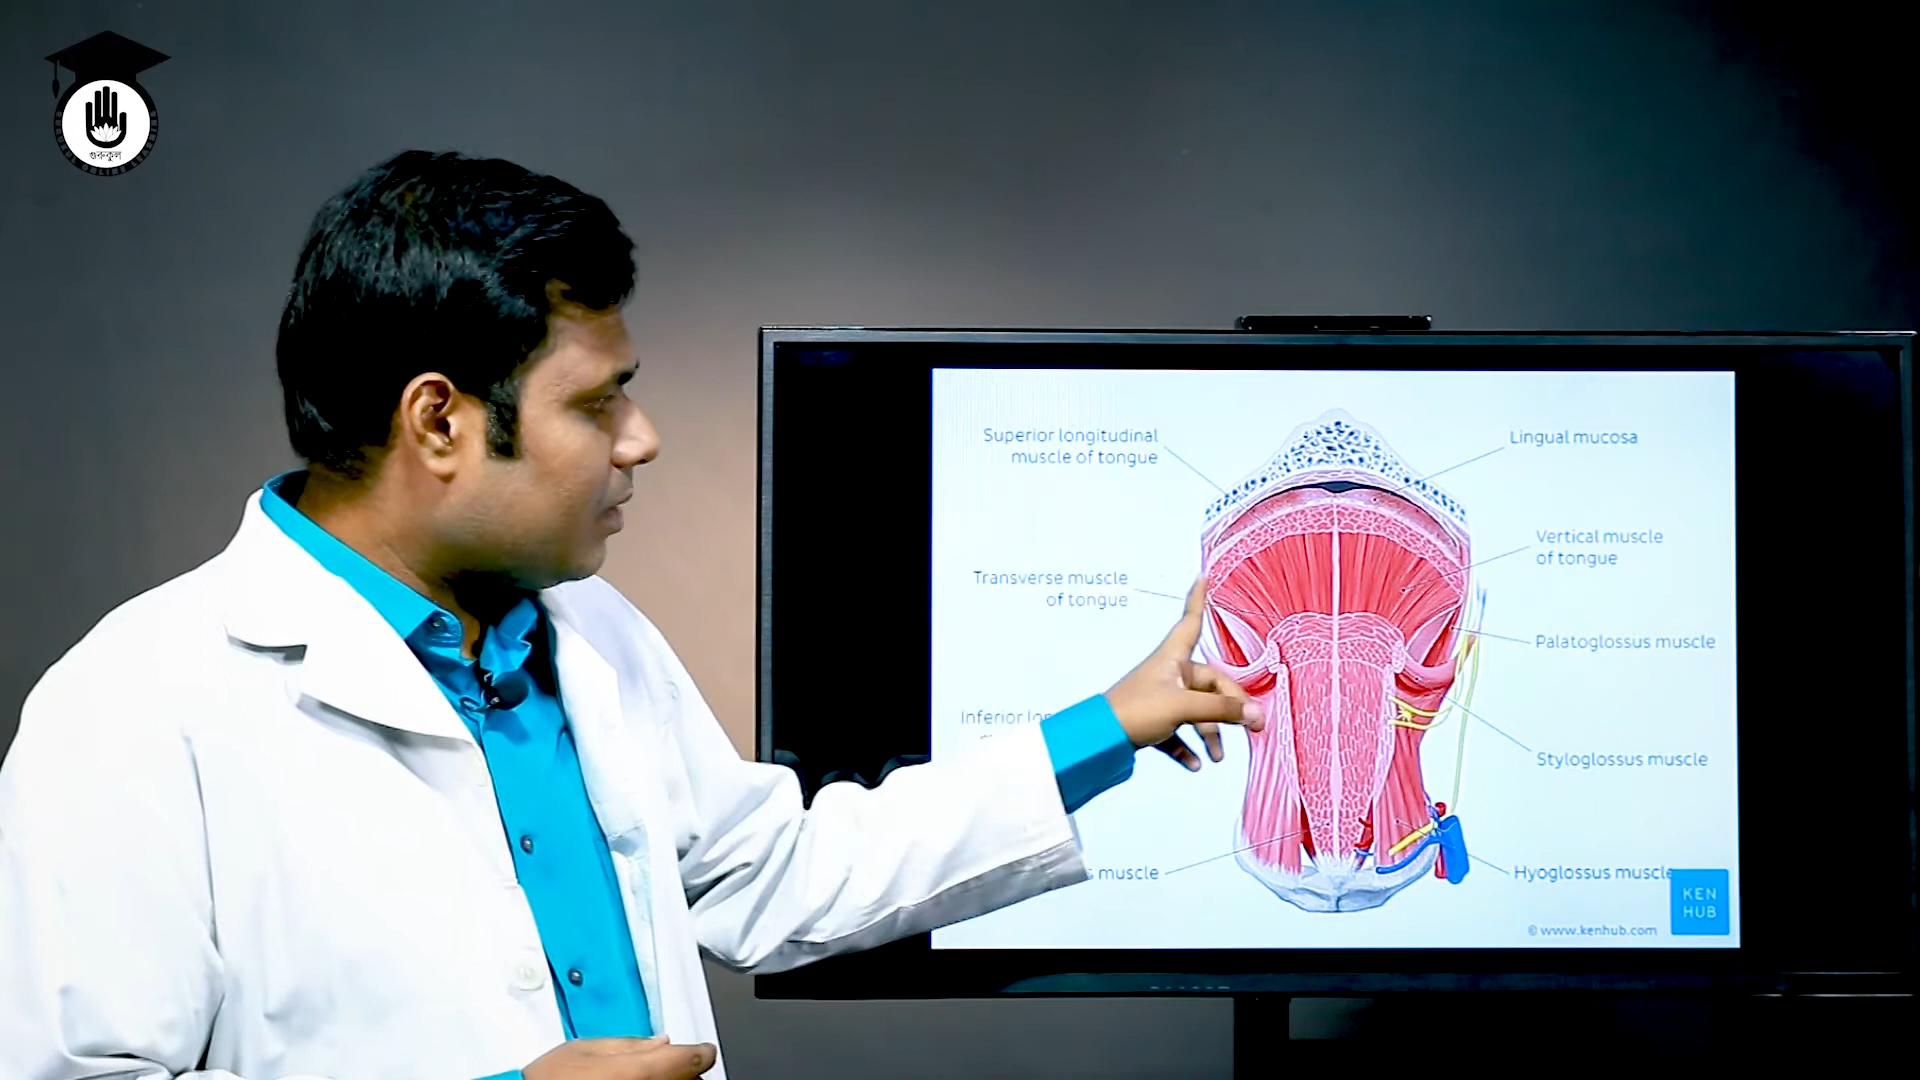 গুরুকুল
Superior longitudinal
muscle of tongue
Lingual mucosa
Vertical muscle
of tongue
Transverse muscle
of tongue
Palatoglossus muscle
Inferior
Styloglossus muscle
muscle
Hyoglossus muscle
KEN
HUB
© www.kenhub.com